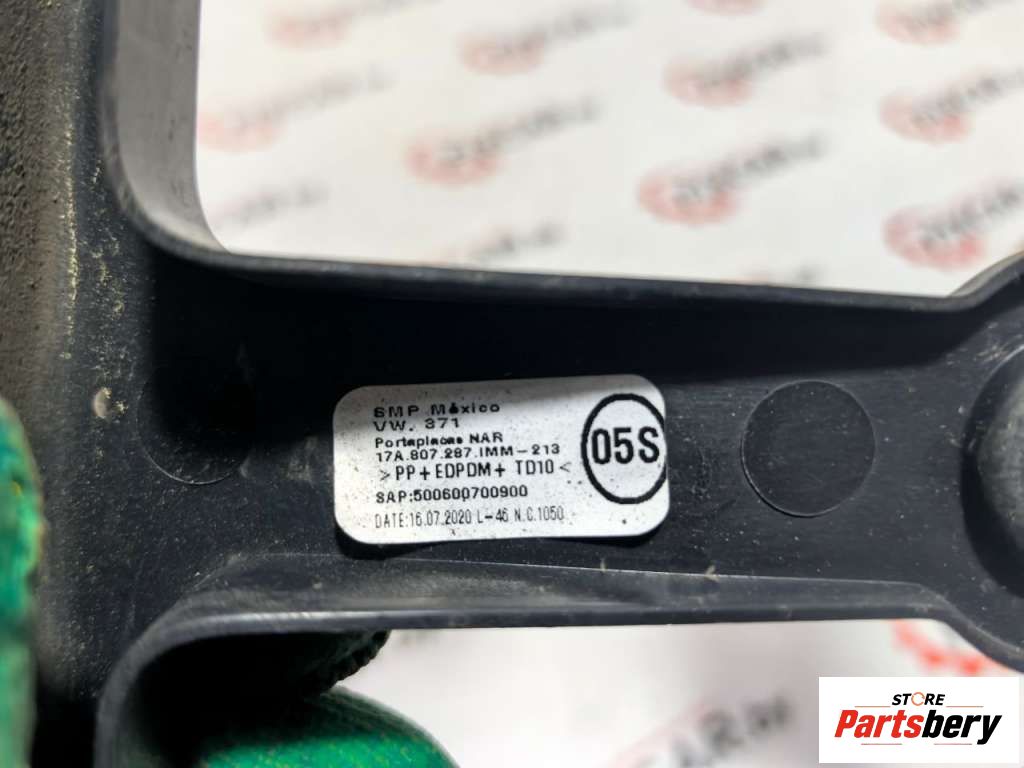 SMP México
VW. 371
Portaplacas NAR
17A.807.287.IMM-213
>PP+EDPDM+ TD10<
SAP:500600700900
DATE:16.07.2020 L-46 N.C.1050
05S
STORE
Partsbery